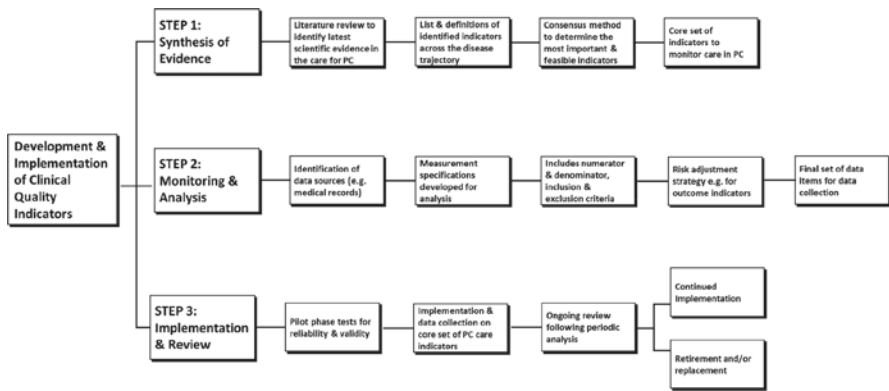 Development &
Implementation
of Clinical
Quality
Indicators
STEP 1:
Synthesis of
Evidence
Literature review to
identify latest
scientific evidence in
the care for PC
List & definitions of
identified indicators
across the disease
trajectory
Consensus method
to determine the
most important &
feasible indicators
Core set of
indicators to
monitor care in PC
STEP 2:
Monitoring &
Analysis
Identification of
data sources (e.g.
medical records)
Measurement
specifications
developed for
analysis
Includes numerator
& denominator,
inclusion &
exclusion criteria
Risk adjustment
strategy e.g. for
outcome indicators
Final set of data
items for data
collection
STEP 3:
Implementation
& Review
Pilot phase tests for
reliability & validity
Implementation &
data collection on
core set of PC care
indicators
Ongoing review
following periodic
analysis
Continued
Implementation
Retirement and/or
replacement